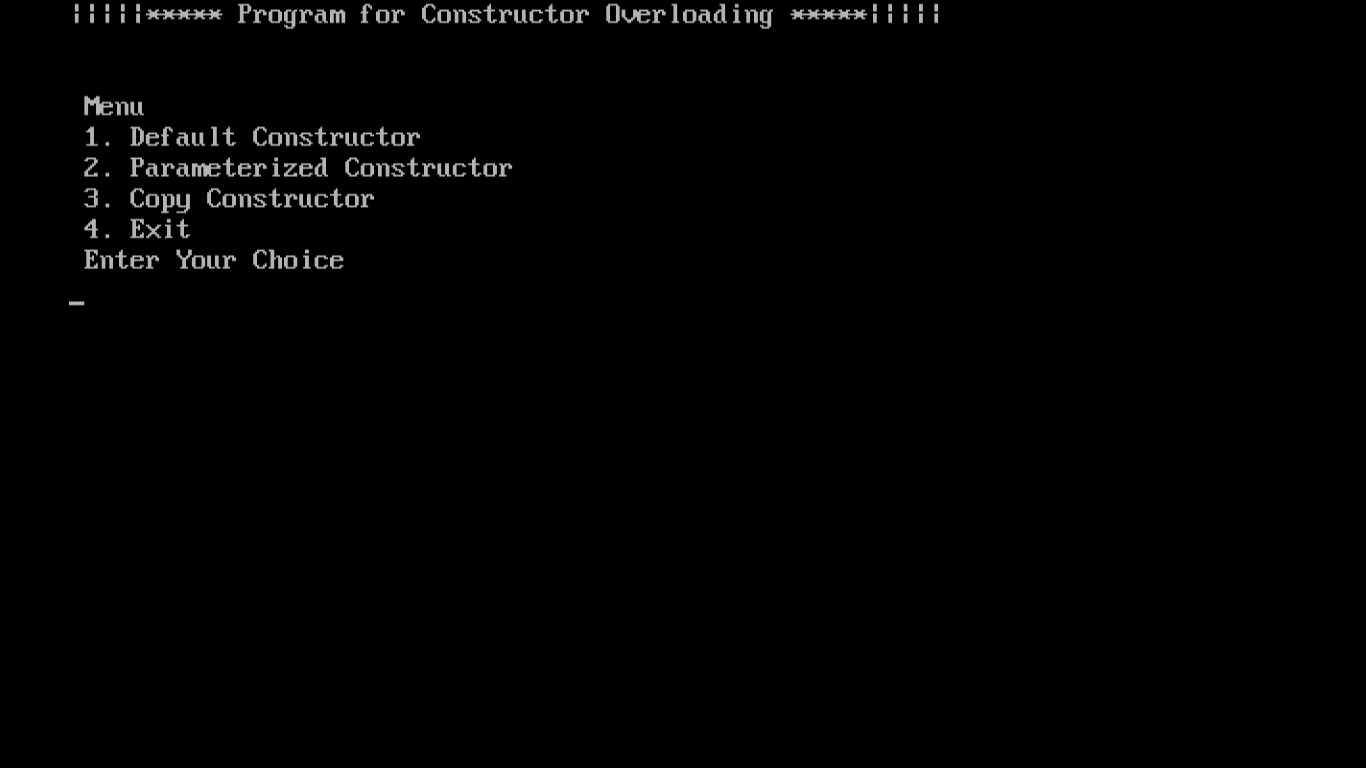 |||||***** Program for Constructor Overloading *****|||||
Menu
1. Default Constructor
2. Parameterized Constructor
3. Copy Constructor
4. Exit
Enter Your Choice
_